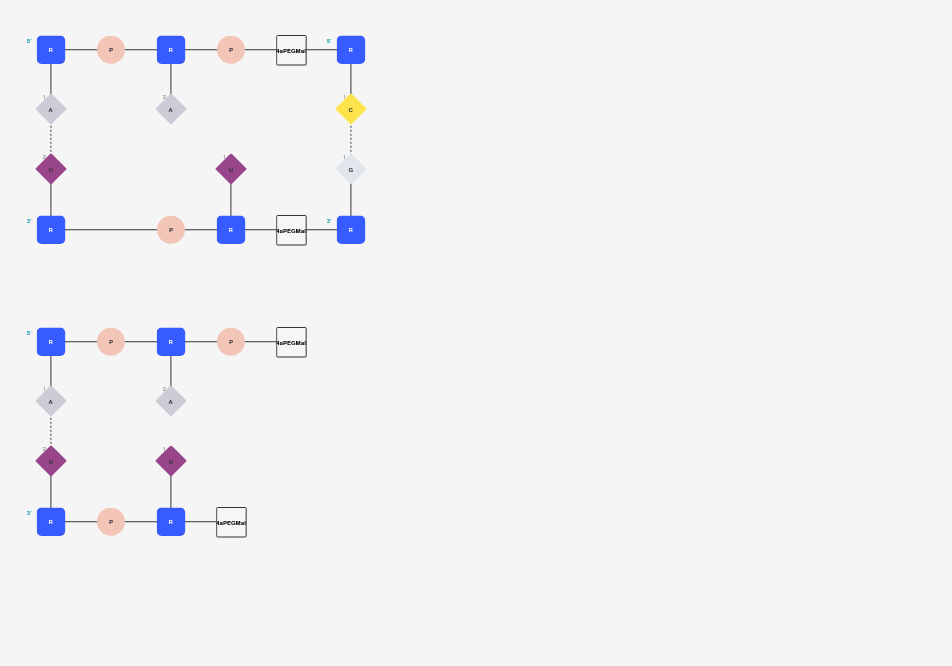 5' R P R P 4aPEGMal 5' R
1 A 2 A 1 C
2 U 1 U 1 G
3' R P R 4aPEGMal 3' R
5' R P R P 4aPEGMal
1 A 2 A
2 U 1 U
3' R P R 4aPEGMal